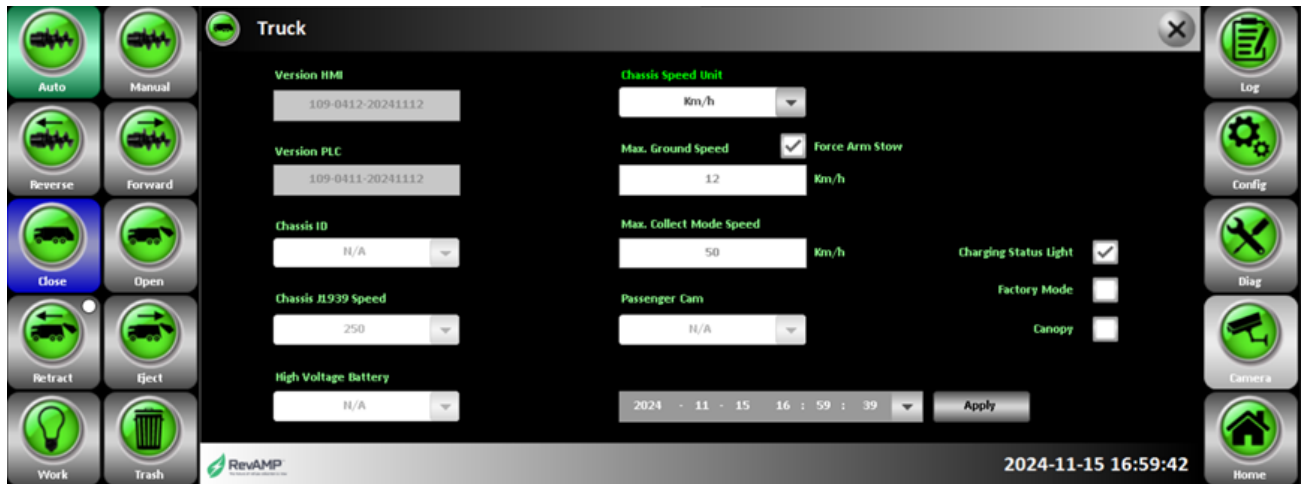 Auto
Manual
Reverse
Forward
Close
Open
Retract
Eject
Work
Trash
Truck
Version HMI
109-0412-20241112
Version PLC
109-0411-20241112
Chassis ID
N/A
Chassis J1939 Speed
250
High Voltage Battery
N/A
Chassis Speed Unit
Km/h
Max. Ground Speed
Force Arm Stow
12 Km/h
Max. Collect Mode Speed
50 Km/h
Passenger Cam
N/A
2024 - 11 - 15 16 : 59 : 39
Apply
Charging Status Light
Factory Mode
Canopy
RevAMP
2024-11-15 16:59:42
Log
Config
Diag
Camera
Home